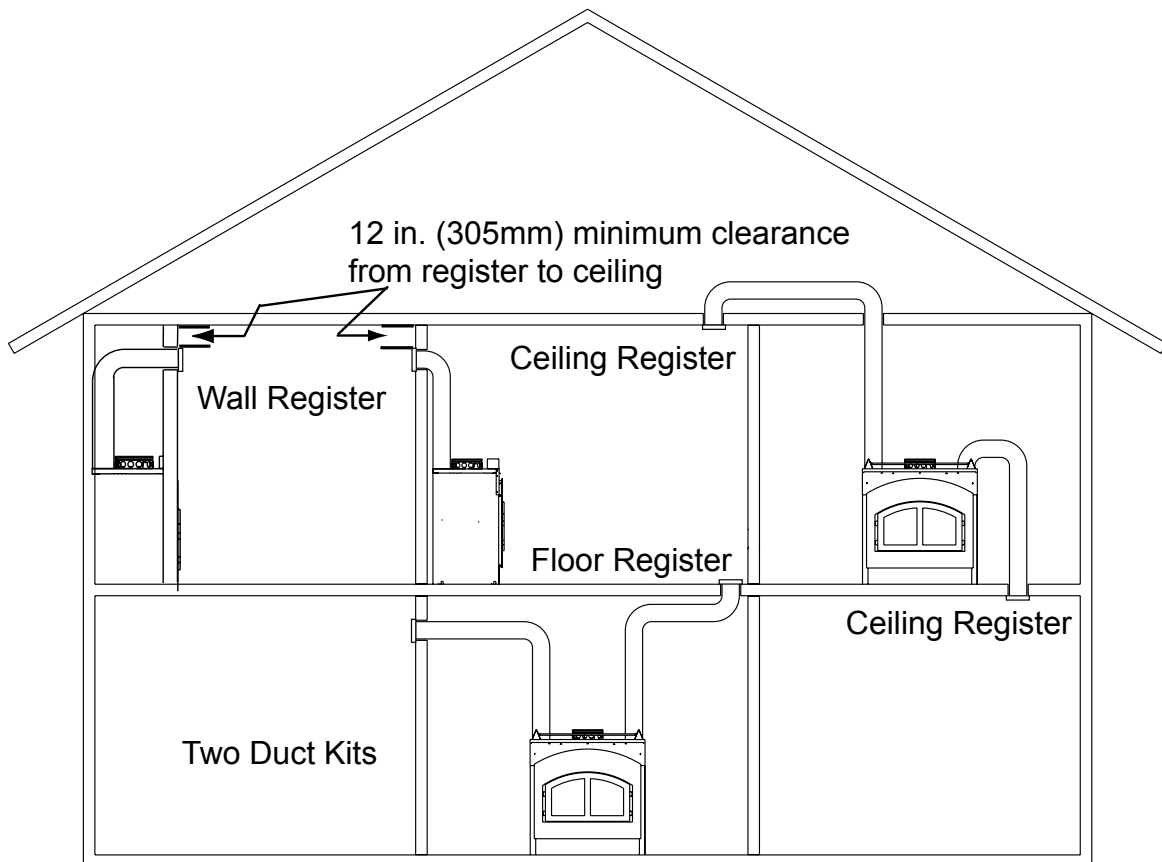 12 in. (305mm) minimum clearance
from register to ceiling
Ceiling Register
Wall Register
Floor Register
Ceiling Register
Two Duct Kits